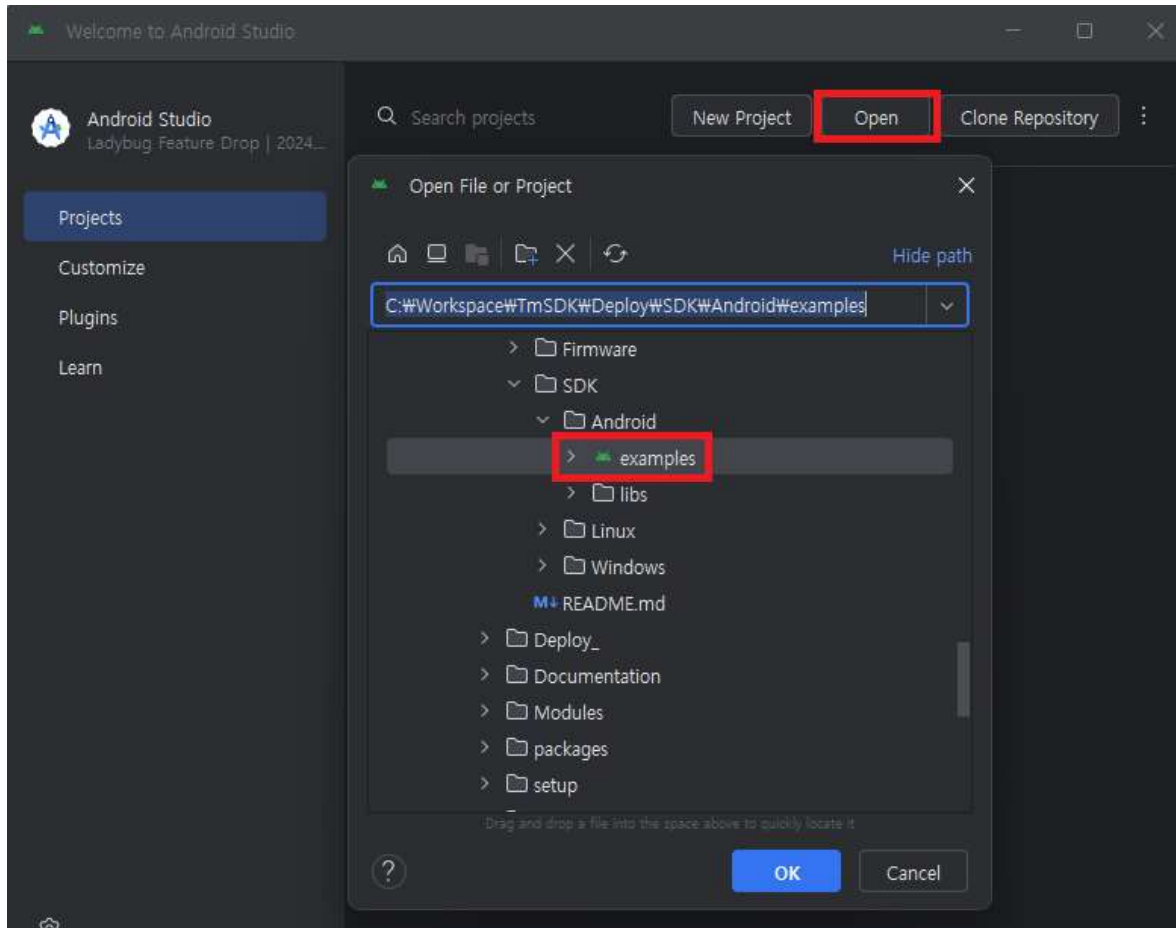 Welcome to Android Studio
Android Studio
Ladybug Feature Drop | 2024...
Search projects
New Project
Open
Clone Repository
Projects
Customize
Plugins
Learn
Open File or Project
Hide path
C:₩Workspace₩TmSDK₩Deploy₩SDK₩Android₩examples
Firmware
SDK
Android
examples
libs
Linux
Windows
M↓ README.md
Deploy_
Documentation
Modules
packages
setup
Drag and drop a file into the space above to quickly locate it
?
OK
Cancel